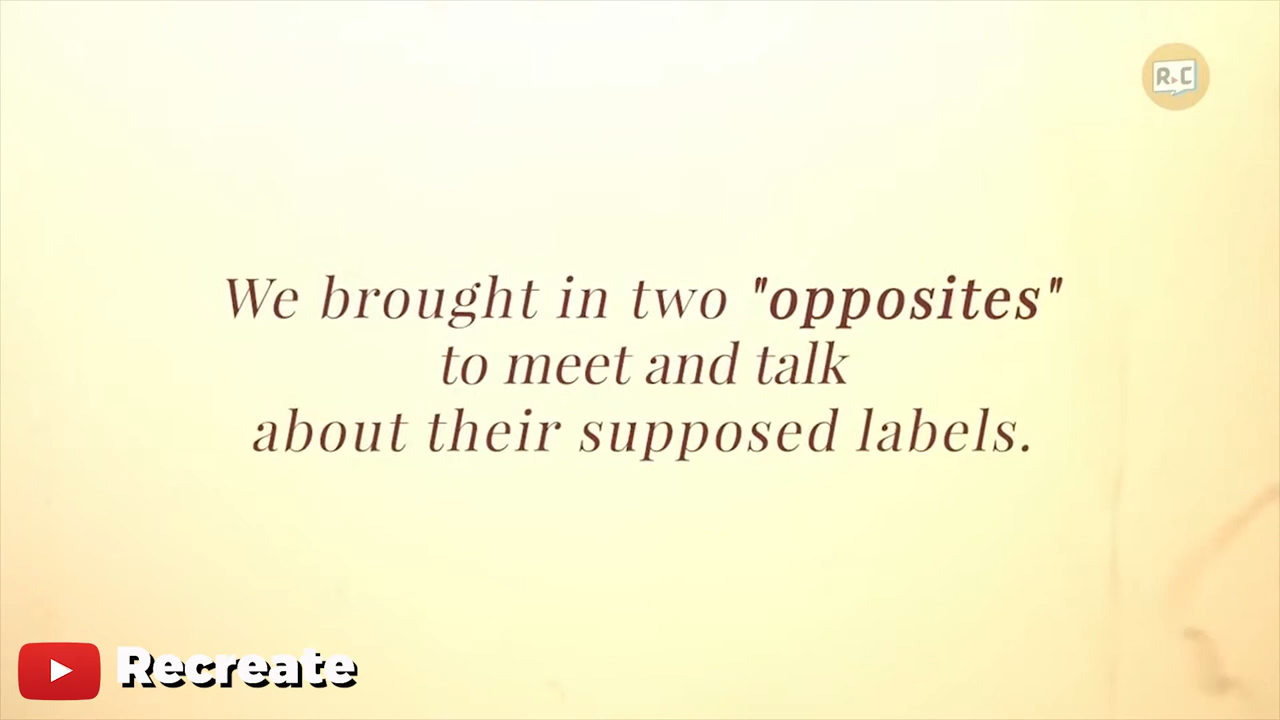 R▸C
We brought in two "opposites"
to meet and talk
about their supposed labels.
Recreate